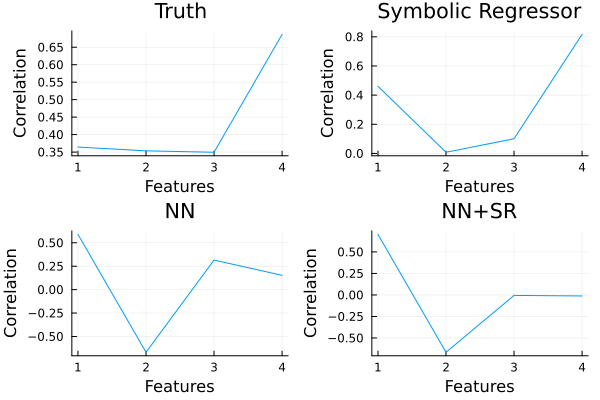 Truth
Correlation
0.65
0.60
0.55
0.50
0.45
0.40
0.35
1 2 3 4
Features
Symbolic Regressor
Correlation
0.8
0.6
0.4
0.2
0.0
1 2 3 4
Features
NN
Correlation
0.50
0.25
0.00
−0.25
−0.50
1 2 3 4
Features
NN+SR
Correlation
0.50
0.25
0.00
−0.25
−0.50
1 2 3 4
Features